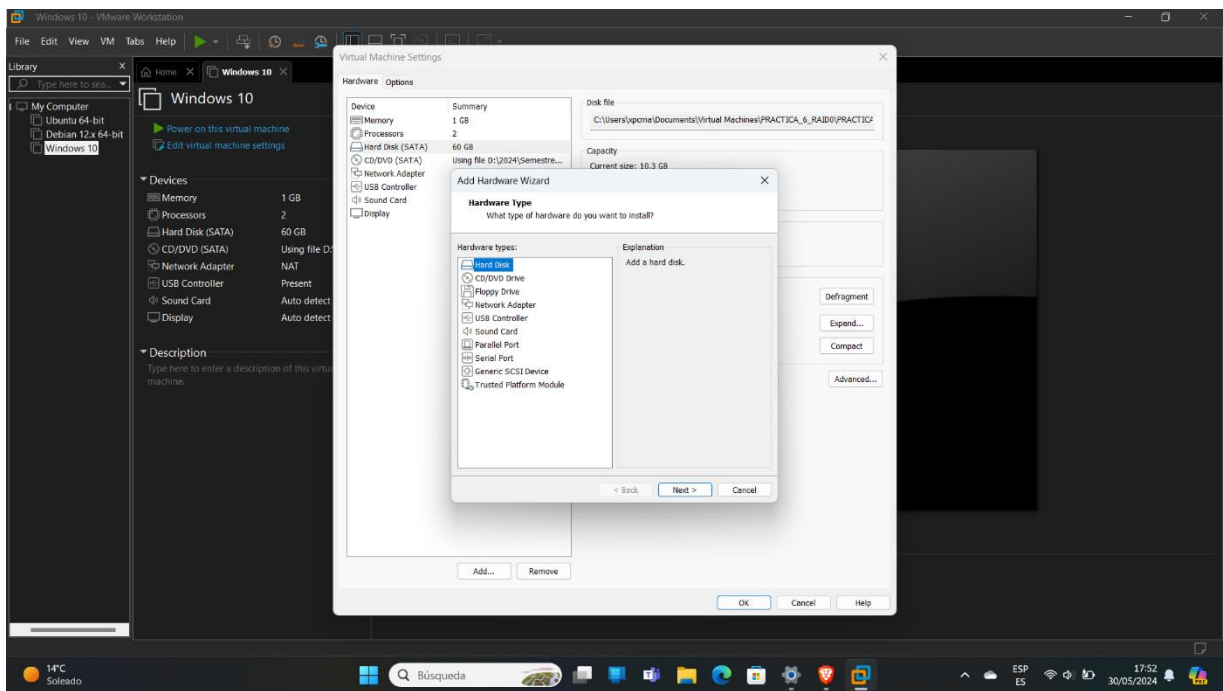 Windows 10 - VMware Workstation
File Edit View VM Tabs Help
Library X
Type here to sea...
My Computer
Ubuntu 64-bit
Debian 12.x 64-bit
Windows 10
Home X Windows 10 X
Windows 10
Power on this virtual machine
Edit virtual machine settings
Devices
Memory 1 GB
Processors 2
Hard Disk (SATA) 60 GB
CD/DVD (SATA) Using file D:
Network Adapter NAT
USB Controller Present
Sound Card Auto detect
Display Auto detect
Description
Type here to enter a description of this virtu
machine.
Virtual Machine Settings
Hardware Options
Device Summary
Memory 1 GB
Processors 2
Hard Disk (SATA) 60 GB
CD/DVD (SATA) Using file D:\2024\Semestre...
Network Adapter
USB Controller
Sound Card
Display
Disk file
C:\Users\xpcma\Documents\Virtual Machines\PRACTICA_6_RAID0\PRACTICA
Capacity
Current size: 10.3 GB
Defragment
Expand...
Compact
Advanced...
Add Hardware Wizard
Hardware Type
What type of hardware do you want to install?
Hardware types:
Hard Disk
CD/DVD Drive
Floppy Drive
Network Adapter
USB Controller
Sound Card
Parallel Port
Serial Port
Generic SCSI Device
Trusted Platform Module
Explanation
Add a hard disk.
< Back Next > Cancel
Add... Remove
OK Cancel Help
14°C
Soleado
Búsqueda
ESP
ES
17:52
30/05/2024